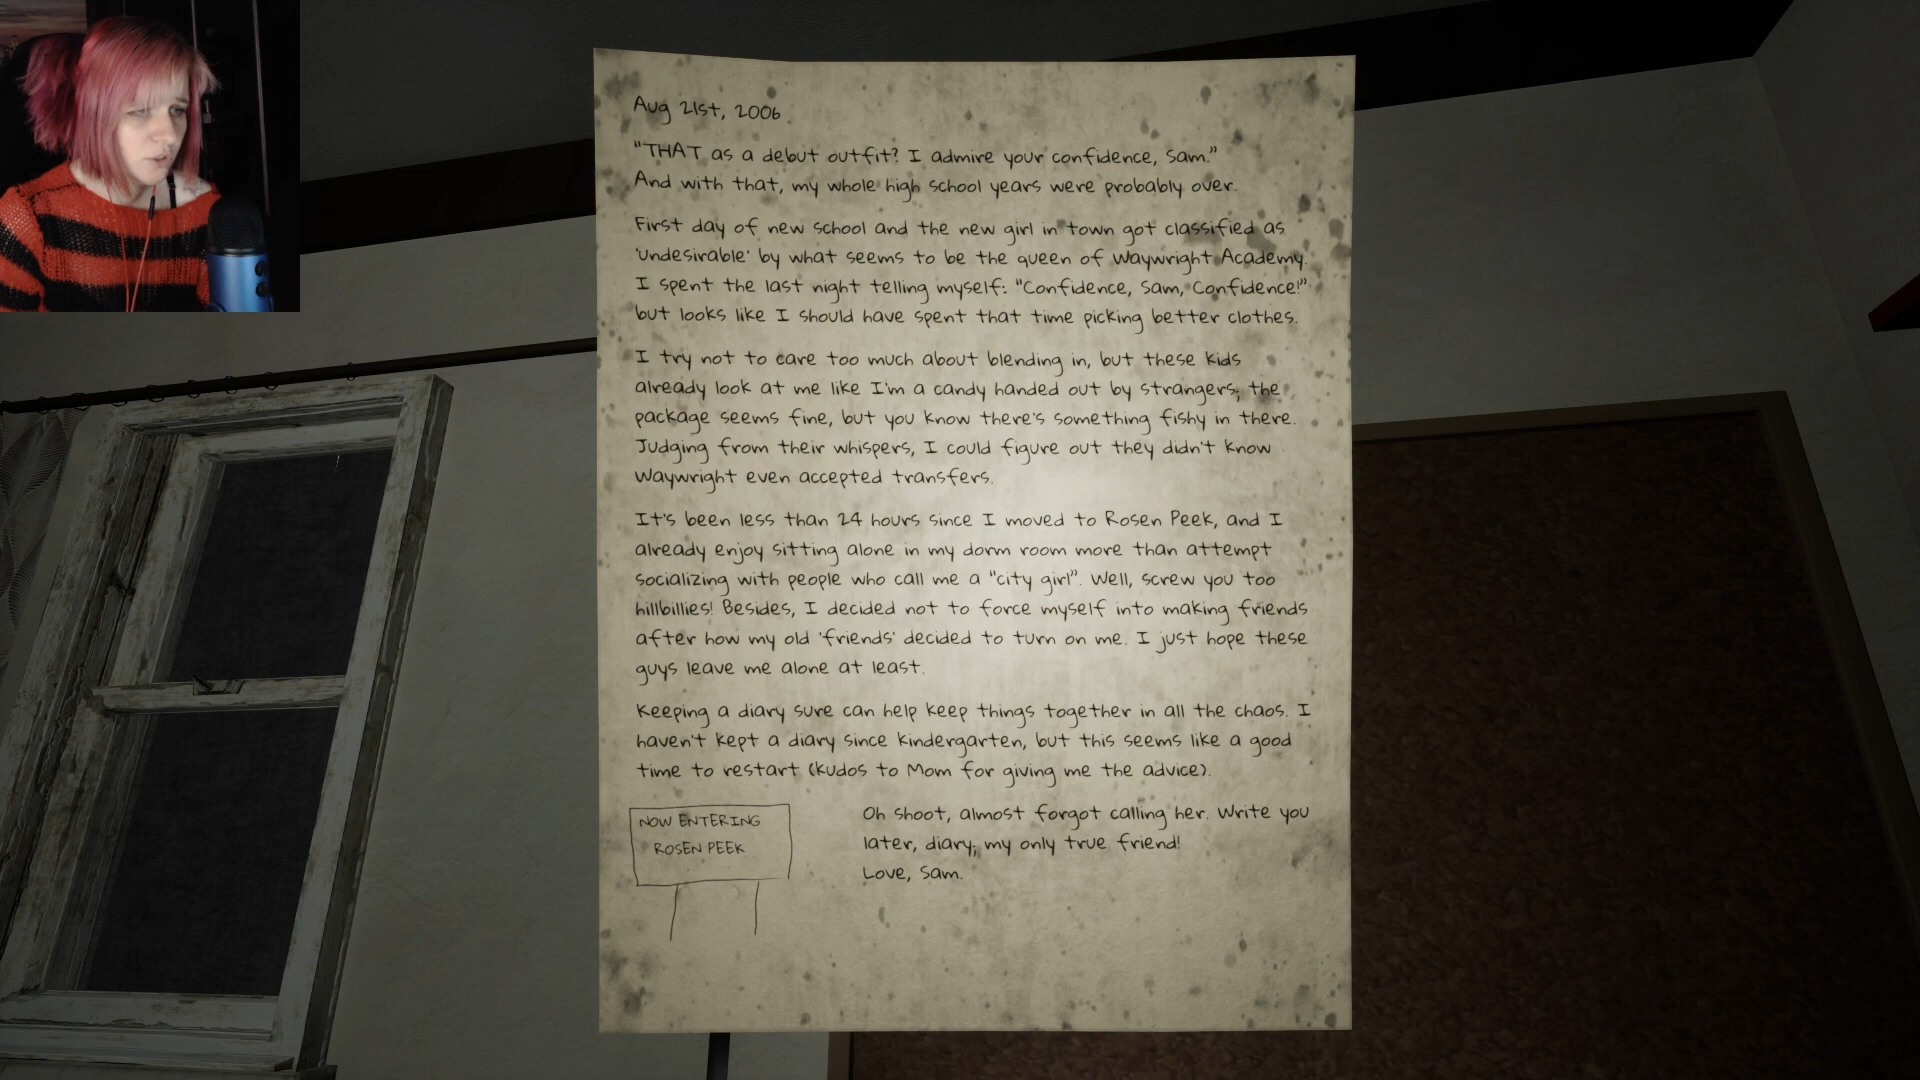 Aug 21st, 2006
"THAT as a debut outfit? I admire your confidence, Sam."
And with that, my whole high school years were probably over.
First day of new school and the new girl in town got classified as
'undesirable' by what seems to be the queen of Waywright Academy.
I spent the last night telling myself: "Confidence, Sam, Confidence!"
but looks like I should have spent that time picking better clothes.
I try not to care too much about blending in, but these kids
already look at me like I'm a candy handed out by strangers; the
package seems fine, but you know there's something fishy in there.
Judging from their whispers, I could figure out they didn't know
Waywright even accepted transfers.
It's been less than 24 hours since I moved to Rosen Peek, and I
already enjoy sitting alone in my dorm room more than attempt
socializing with people who call me a "city girl". Well, screw you too
hillbillies! Besides, I decided not to force myself into making friends
after how my old 'friends' decided to turn on me. I just hope these
guys leave me alone at least.
Keeping a diary sure can help keep things together in all the chaos. I
haven't kept a diary since kindergarten, but this seems like a good
time to restart (kudos to Mom for giving me the advice).
NOW ENTERING
ROSEN PEEK
Oh shoot, almost forgot calling her. Write you
later, diary; my only true friend!
Love, Sam.